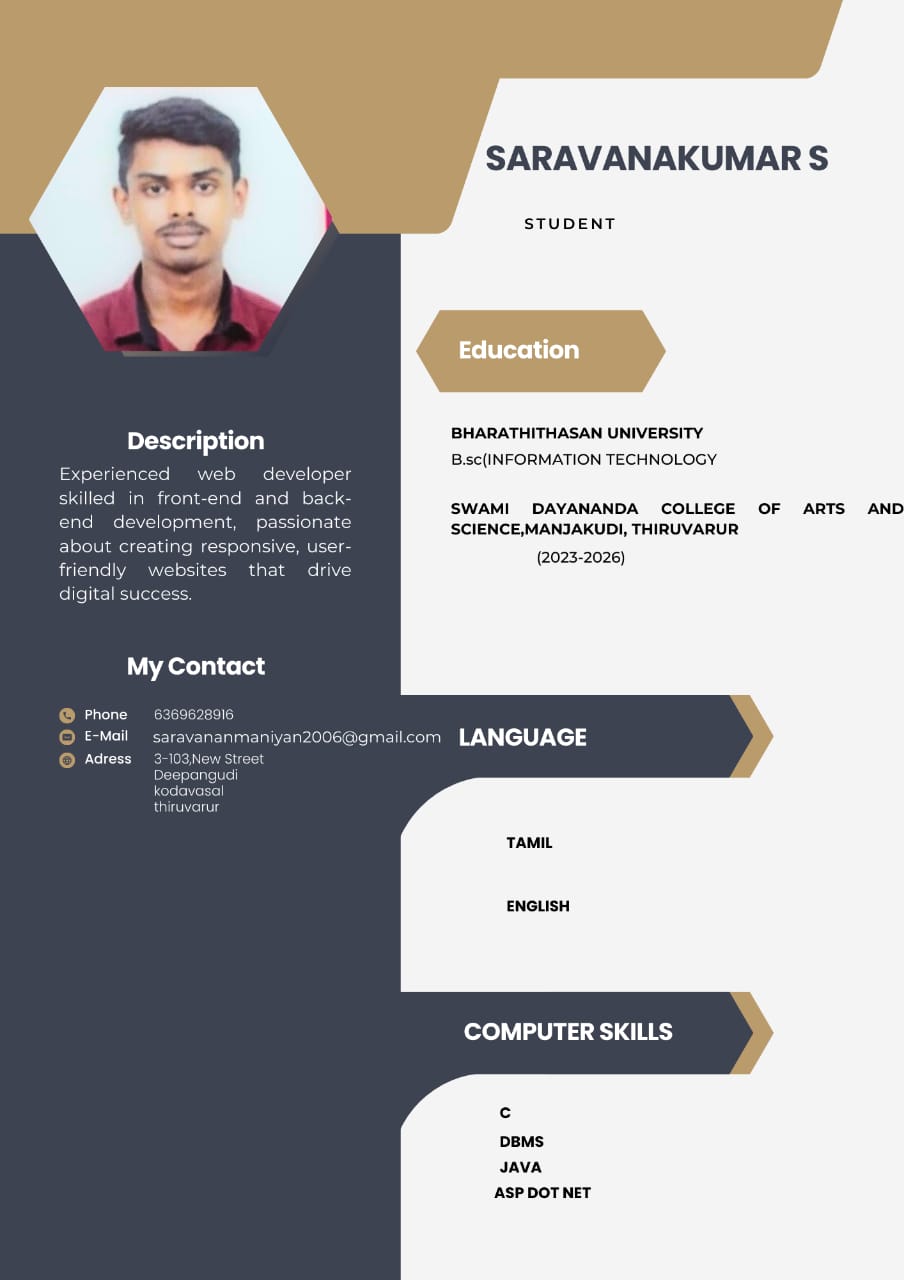 SARAVANAKUMAR S
STUDENT
Education
BHARATHITHASAN UNIVERSITY
B.sc(INFORMATION TECHNOLOGY
SWAMI DAYANANDA COLLEGE OF ARTS AND
SCIENCE,MANJAKUDI, THIRUVARUR
(2023-2026)
Description
Experienced web developer
skilled in front-end and back-
end development, passionate
about creating responsive, user-
friendly websites that drive
digital success.
My Contact
Phone 6369628916
E-Mail saravananmaniyan2006@gmail.com
Adress 3-103,New Street
Deepangudi
kodavasal
thiruvarur
LANGUAGE
TAMIL
ENGLISH
COMPUTER SKILLS
C
DBMS
JAVA
ASP DOT NET